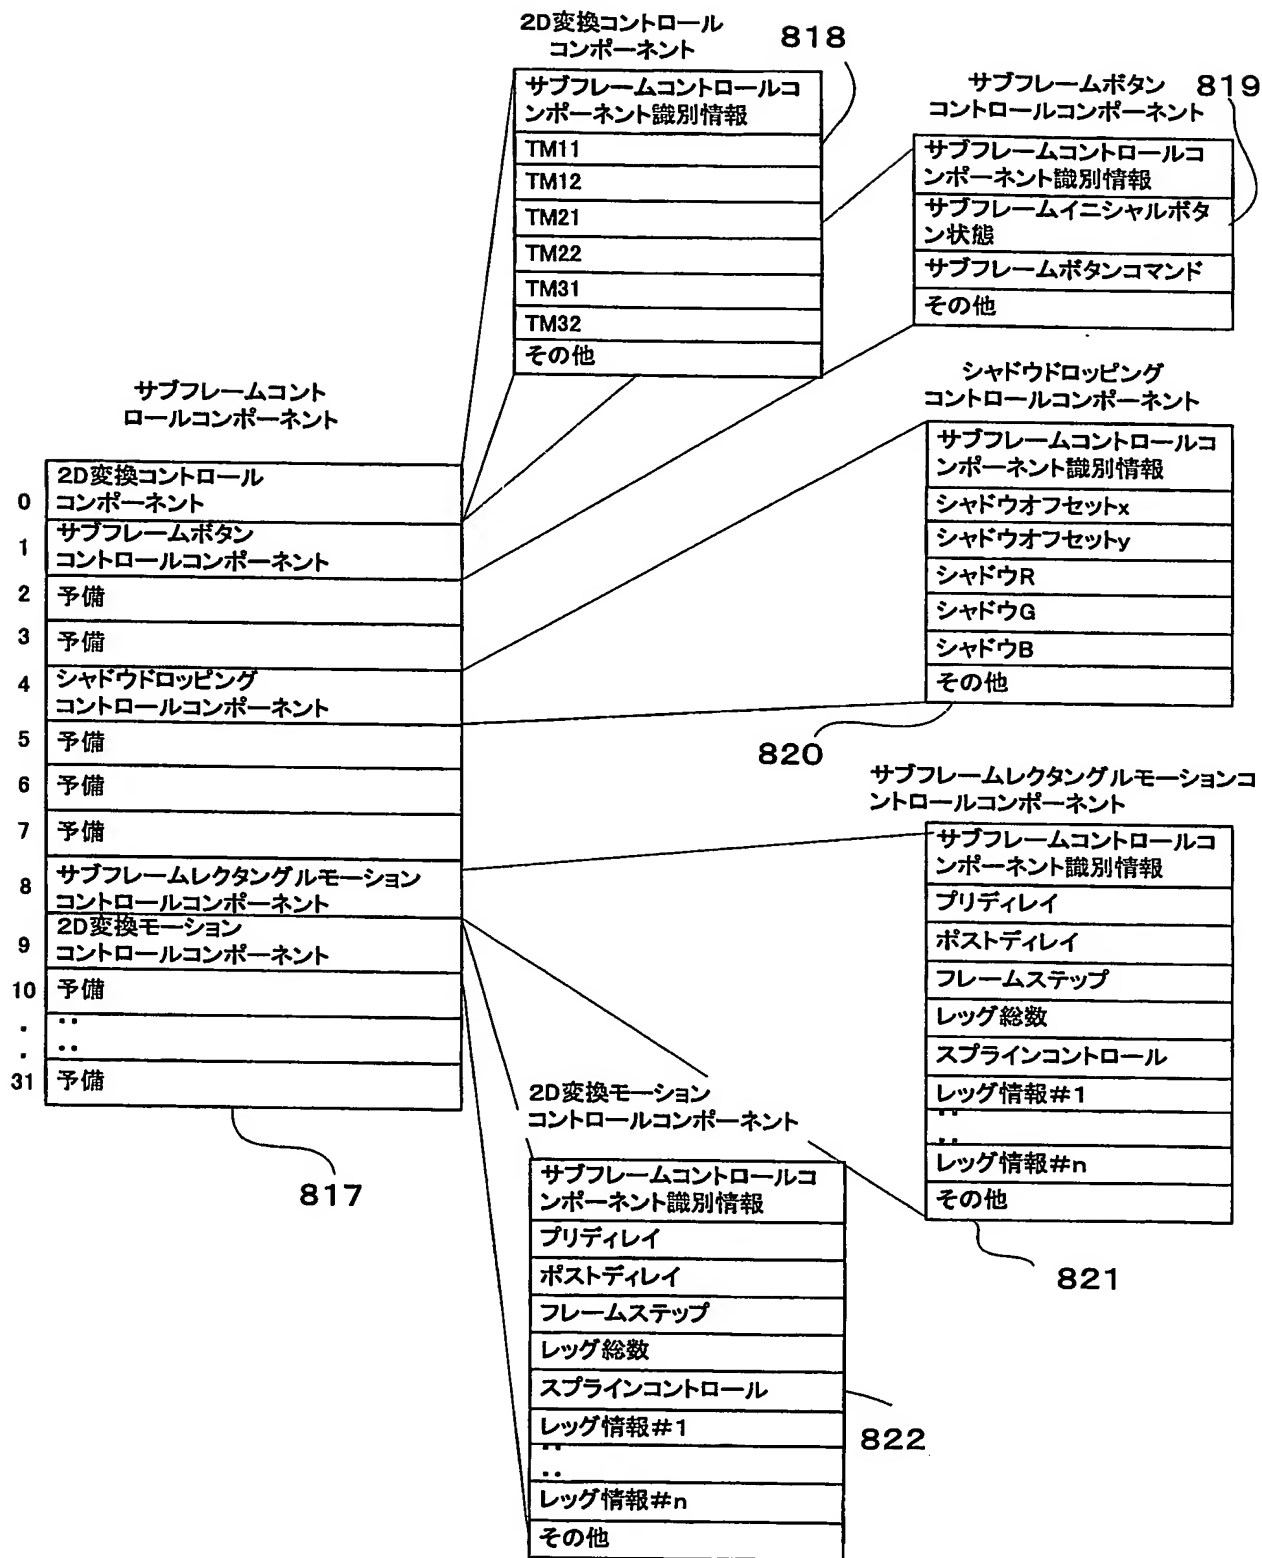 2D変換コントロール
コンポーネント
818
サブフレームコントロールコ
ンポーネント識別情報
TM11
TM12
TM21
TM22
TM31
TM32
その他
サブフレームボタン
コントロールコンポーネント
819
サブフレームコントロールコ
ンポーネント識別情報
サブフレームイニシャルボタ
ン状態
サブフレームボタンコマンド
その他
シャドウドロッピング
コントロールコンポーネント
サブフレームコントロールコ
ンポーネント識別情報
シャドウオフセットx
シャドウオフセットy
シャドウR
シャドウG
シャドウB
その他
820
サブフレームコント
ロールコンポーネント
0
2D変換コントロール
コンポーネント
1
サブフレームボタン
コントロールコンポーネント
2 予備
3 予備
4
シャドウドロッピング
コントロールコンポーネント
5 予備
6 予備
7 予備
8
サブフレームレクタングルモーション
コントロールコンポーネント
9
2D変換モーション
コントロールコンポーネント
10 予備
・ ‥
・ ‥
31 予備
817
サブフレームレクタングルモーションコ
ントロールコンポーネント
サブフレームコントロールコ
ンポーネント識別情報
プリディレイ
ポストディレイ
フレームステップ
レッグ総数
スプラインコントロール
レッグ情報#1
‥
‥
レッグ情報#n
その他
821
2D変換モーション
コントロールコンポーネント
サブフレームコントロールコ
ンポーネント識別情報
プリディレイ
ポストディレイ
フレームステップ
レッグ総数
スプラインコントロール
レッグ情報#1
‥
‥
レッグ情報#n
その他
822